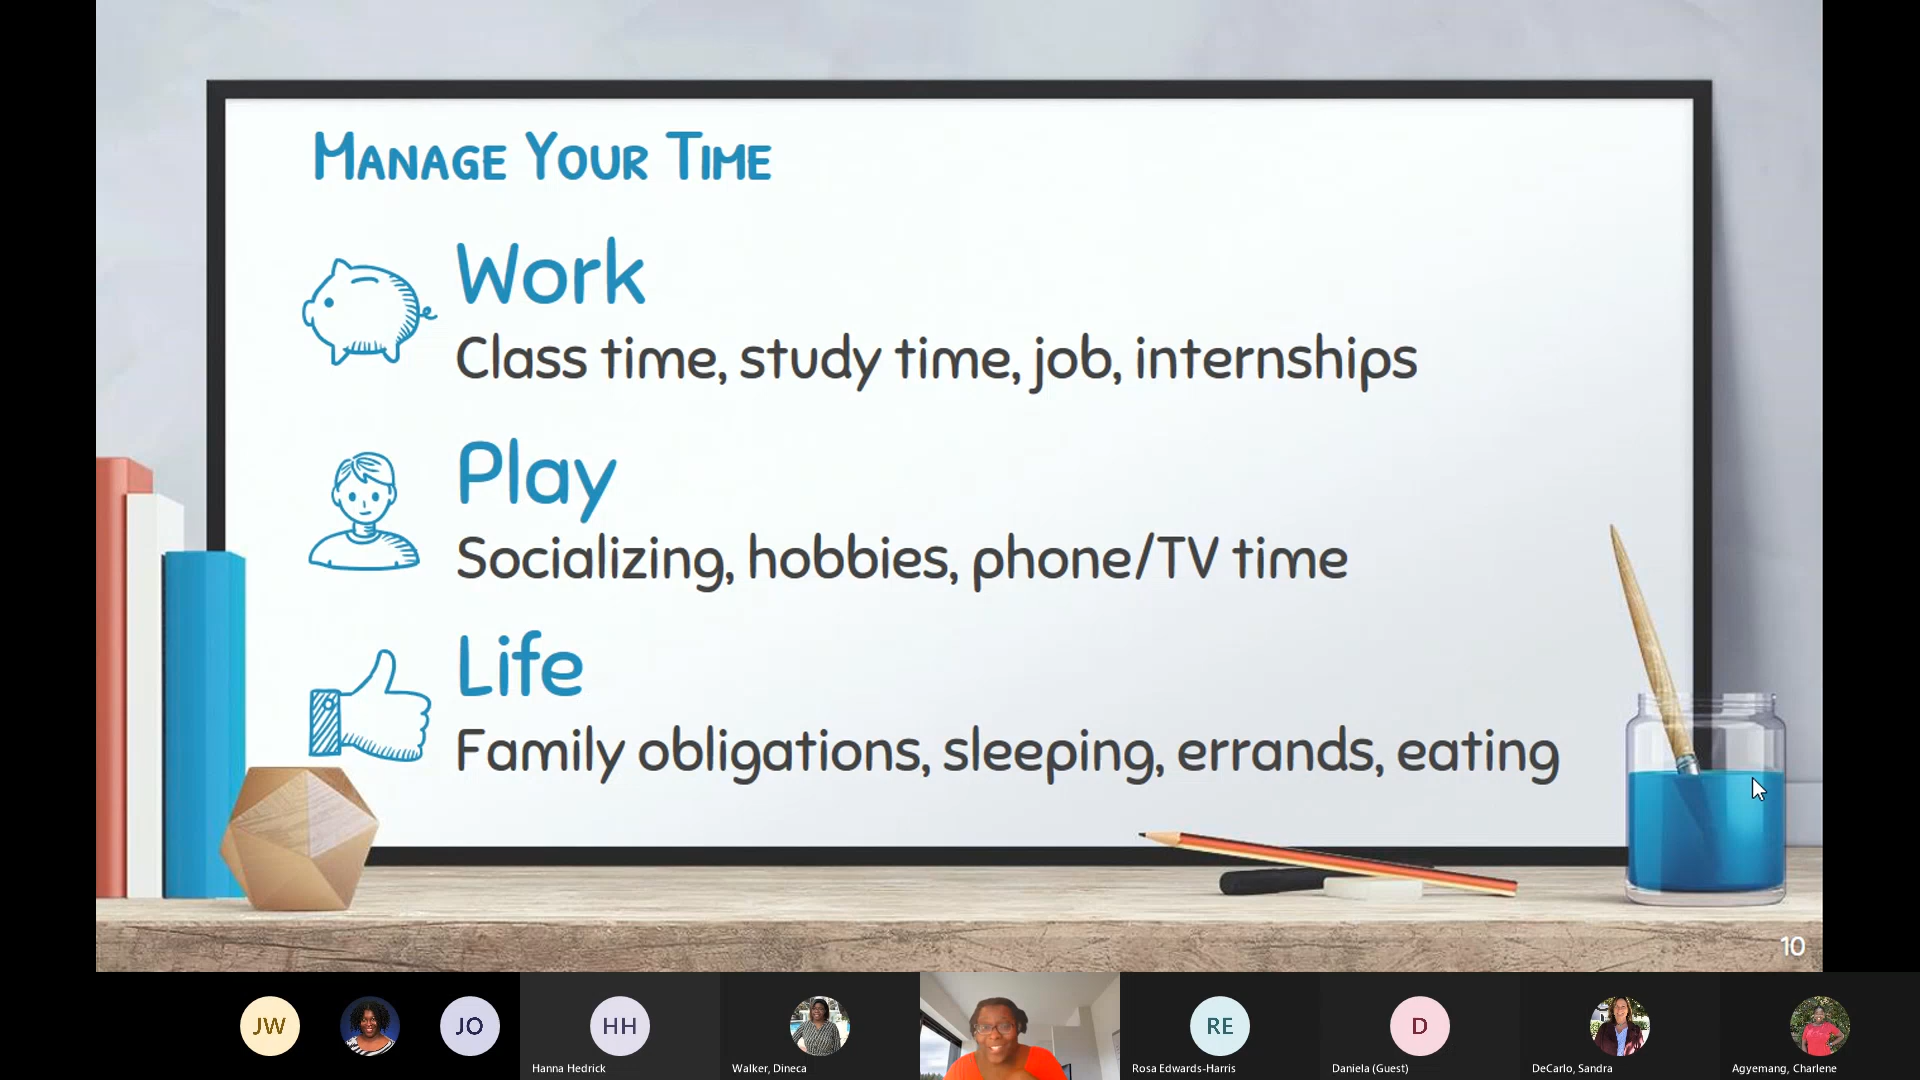 Manage Your Time
Work
Class time, study time, job, internships
Play
Socializing, hobbies, phone/TV time
Life
Family obligations, sleeping, errands, eating
10
JW
JO
HH
RE
D
Hanna Hedrick
Walker, Dineca
Rosa Edwards-Harris
Daniela (Guest)
DeCarlo, Sandra
Agyemang, Charlene